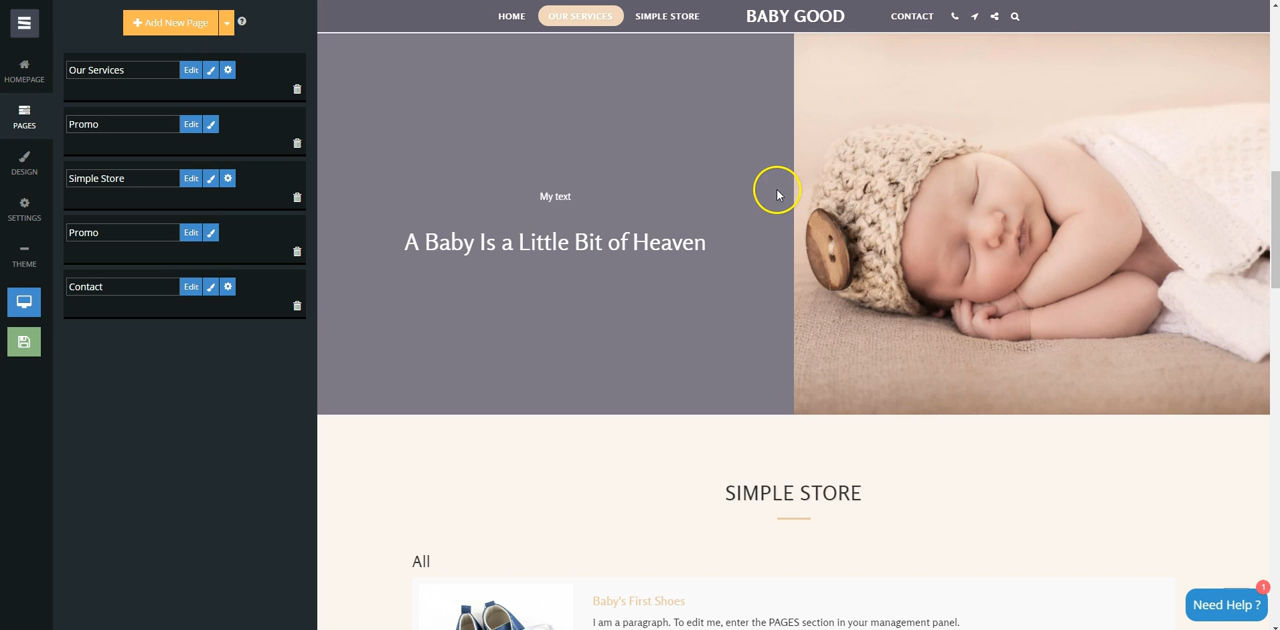 Add New Page
HOMEPAGE
PAGES
DESIGN
SETTINGS
THEME
Our Services Edit
Promo Edit
Simple Store Edit
Promo Edit
Contact Edit
HOME OUR SERVICES SIMPLE STORE BABY GOOD CONTACT
My text
A Baby Is a Little Bit of Heaven
SIMPLE STORE
All
Baby's First Shoes
I am a paragraph. To edit me, enter the PAGES section in your management panel.
Need Help ?
1